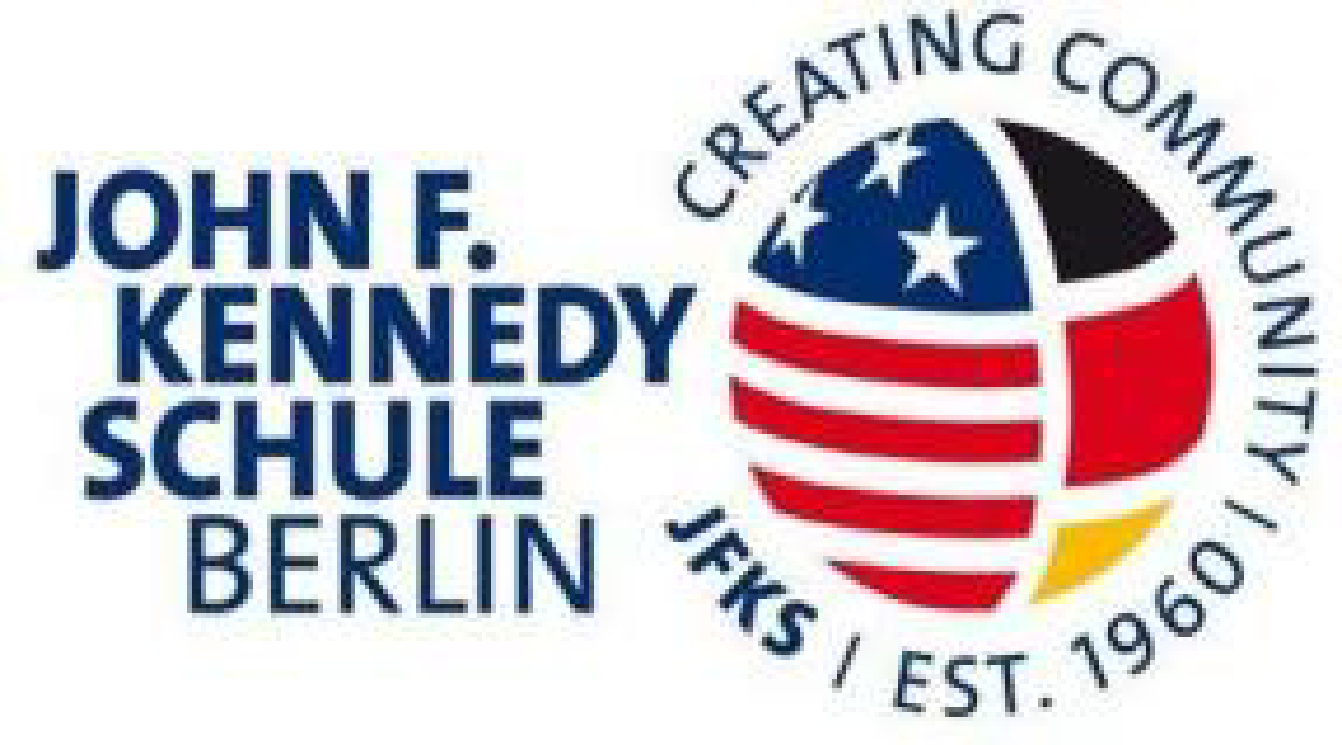 JOHN F.
KENNEDY
SCHULE
BERLIN
CREATING COMMUNITY | EST. 1960
JFKS |